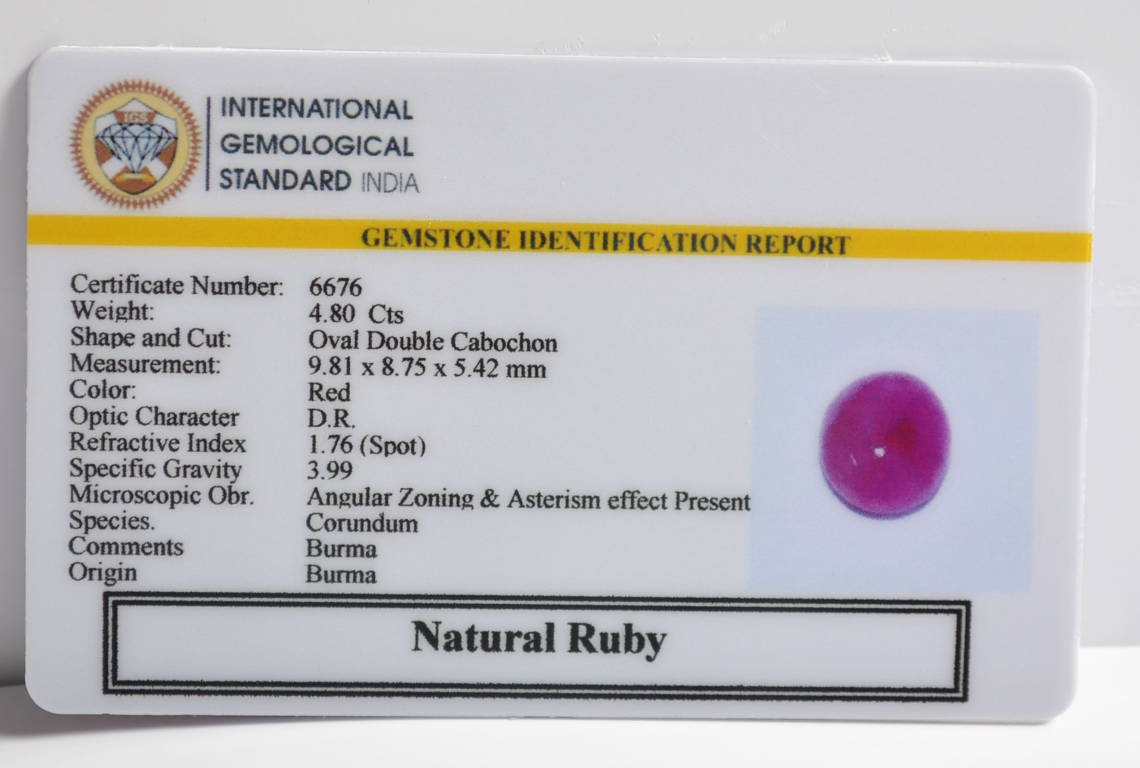 IGS
INTERNATIONAL
GEMOLOGICAL
STANDARD INDIA
GEMSTONE IDENTIFICATION REPORT
Certificate Number: 6676
Weight: 4.80 Cts
Shape and Cut: Oval Double Cabochon
Measurement: 9.81 x 8.75 x 5.42 mm
Color: Red
Optic Character D.R.
Refractive Index 1.76 (Spot)
Specific Gravity 3.99
Microscopic Obr. Angular Zoning & Asterism effect Present
Species. Corundum
Comments Burma
Origin Burma
Natural Ruby